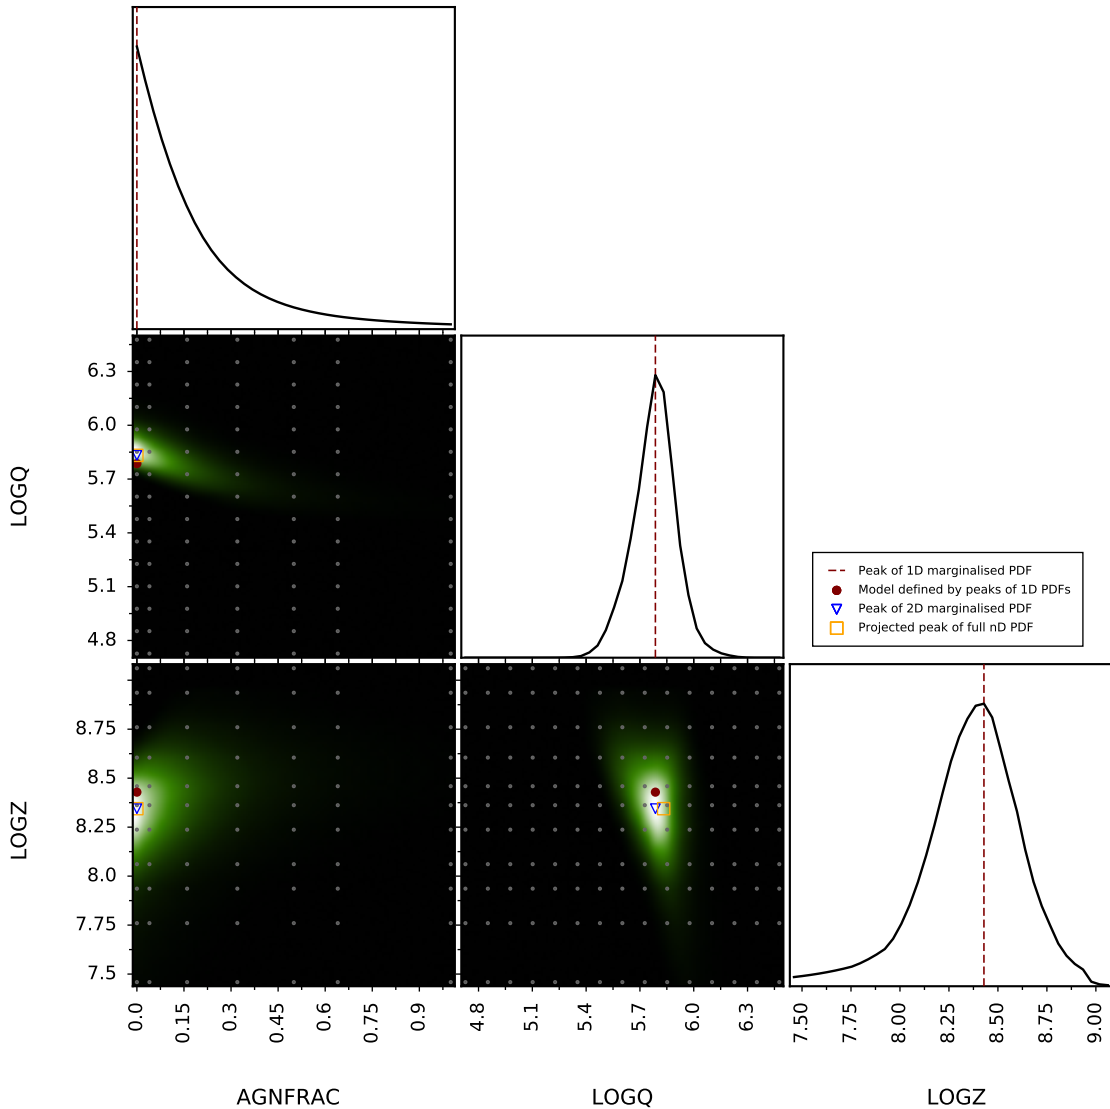 LOGQ
6.3
6.0
5.7
5.4
5.1
4.8
Peak of 1D marginalised PDF
Model defined by peaks of 1D PDFs
Peak of 2D marginalised PDF
Projected peak of full nD PDF
LOGZ
8.75
8.5
8.25
8.0
7.75
7.5
0.0 0.15 0.3 0.45 0.6 0.75 0.9 4.8 5.1 5.4 5.7 6.0 6.3 7.50 7.75 8.00 8.25 8.50 8.75 9.00
AGNFRAC LOGQ LOGZ